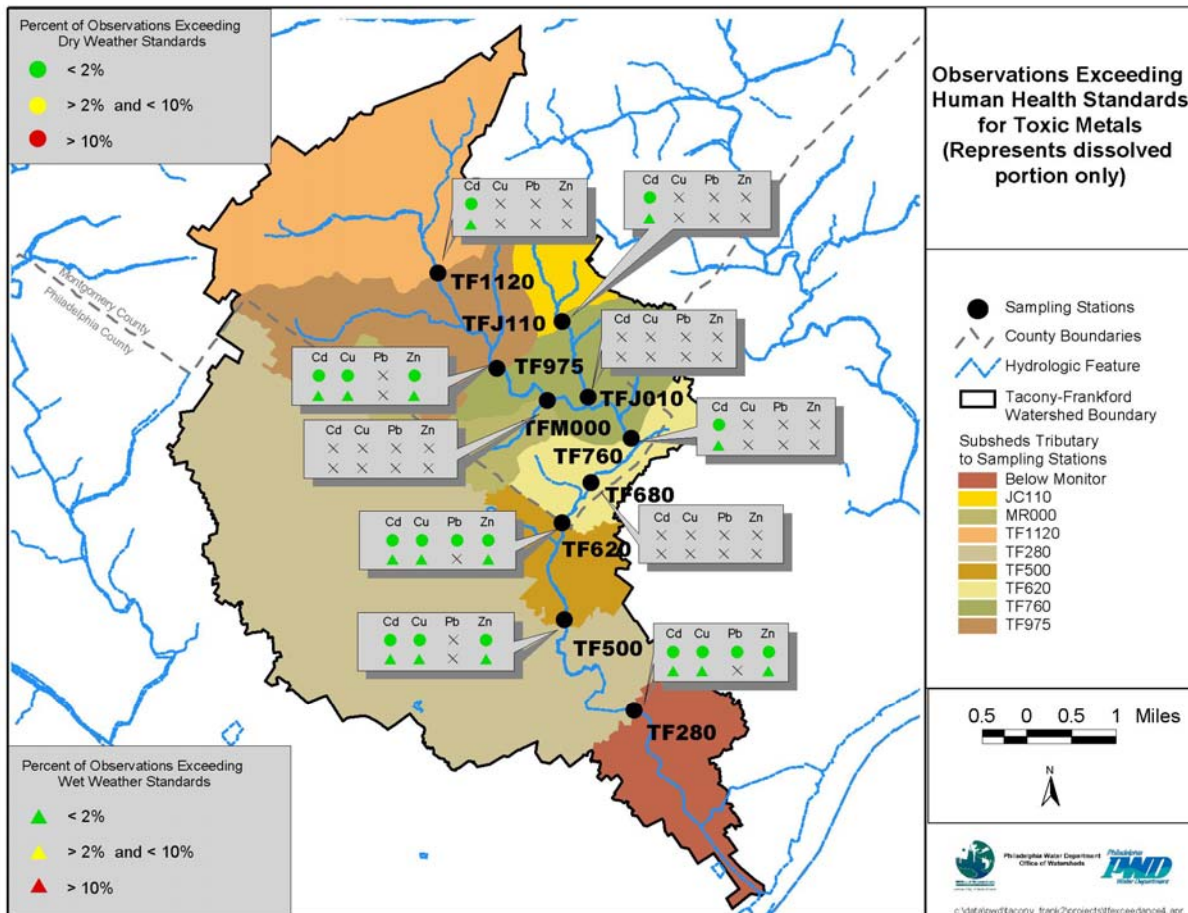 Percent of Observations Exceeding
Dry Weather Standards
< 2%
> 2% and < 10%
> 10%
Observations Exceeding
Human Health Standards
for Toxic Metals
(Represents dissolved
portion only)
Cd Cu Pb Zn
Cd Cu Pb Zn
TF1120
Montgomery County
Philadelphia County
TFJ110
Cd Cu Pb Zn
Cd Cu Pb Zn
TF975
TFJ010
TFM000
Cd Cu Pb Zn
Cd Cu Pb Zn
TF760
TF680
Cd Cu Pb Zn
Cd Cu Pb Zn
TF620
Cd Cu Pb Zn
TF500
Cd Cu Pb Zn
TF280
Sampling Stations
County Boundaries
Hydrologic Feature
Tacony-Frankford
Watershed Boundary
Subsheds Tributary
to Sampling Stations
Below Monitor
JC110
MR000
TF1120
TF280
TF500
TF620
TF760
TF975
0.5 0 0.5 1 Miles
N
Percent of Observations Exceeding
Wet Weather Standards
< 2%
> 2% and < 10%
> 10%
Philadelphia Water Department
Office of Watersheds
Philadelphia
PWD
Water Department